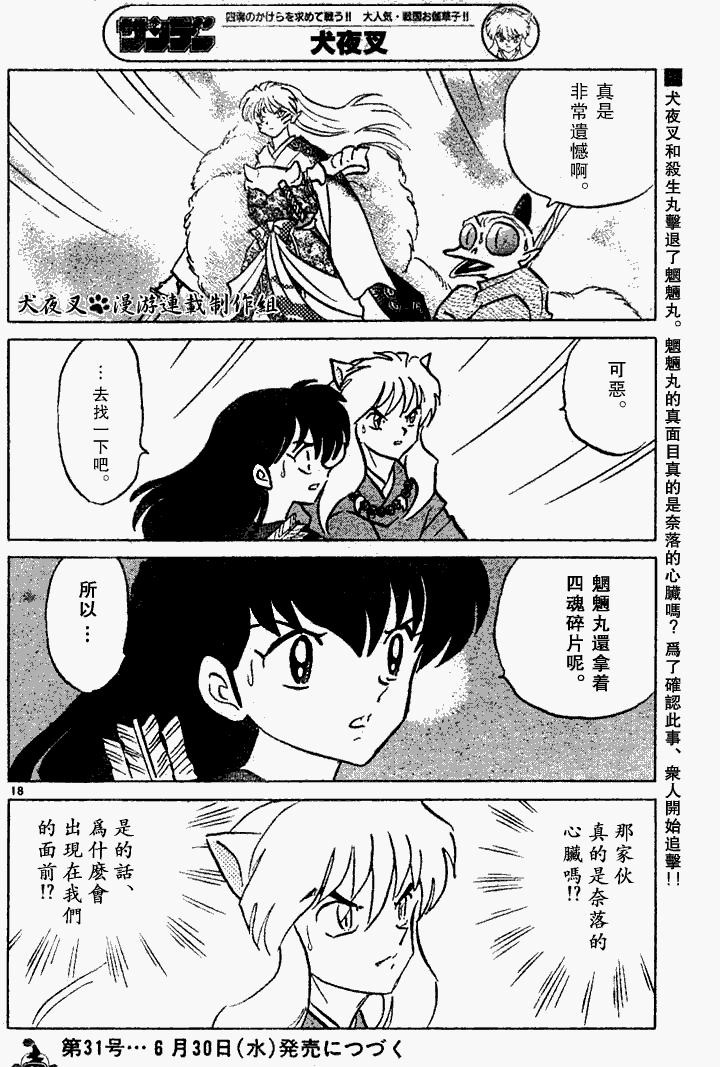 サンデー
四魂のかけらを求めて戦う!! 大人気・戦国お伽草子!!
犬夜叉
真是
非常遺憾啊。
犬夜叉 漫游連載制作組
可惡。
…去找一下吧。
魍魎丸還拿着
四魂碎片呢。
所以…
18
那家伙
真的是奈落的
心臟嗎!?
是的話、
爲什麼會
出現在我們
的面前!?
犬夜叉和殺生丸擊退了魍魎丸。魍魎丸的真面目真的是奈落的心臟嗎?爲了確認此事、衆人開始追擊!!
第31号…6月30日(水)発売につづく